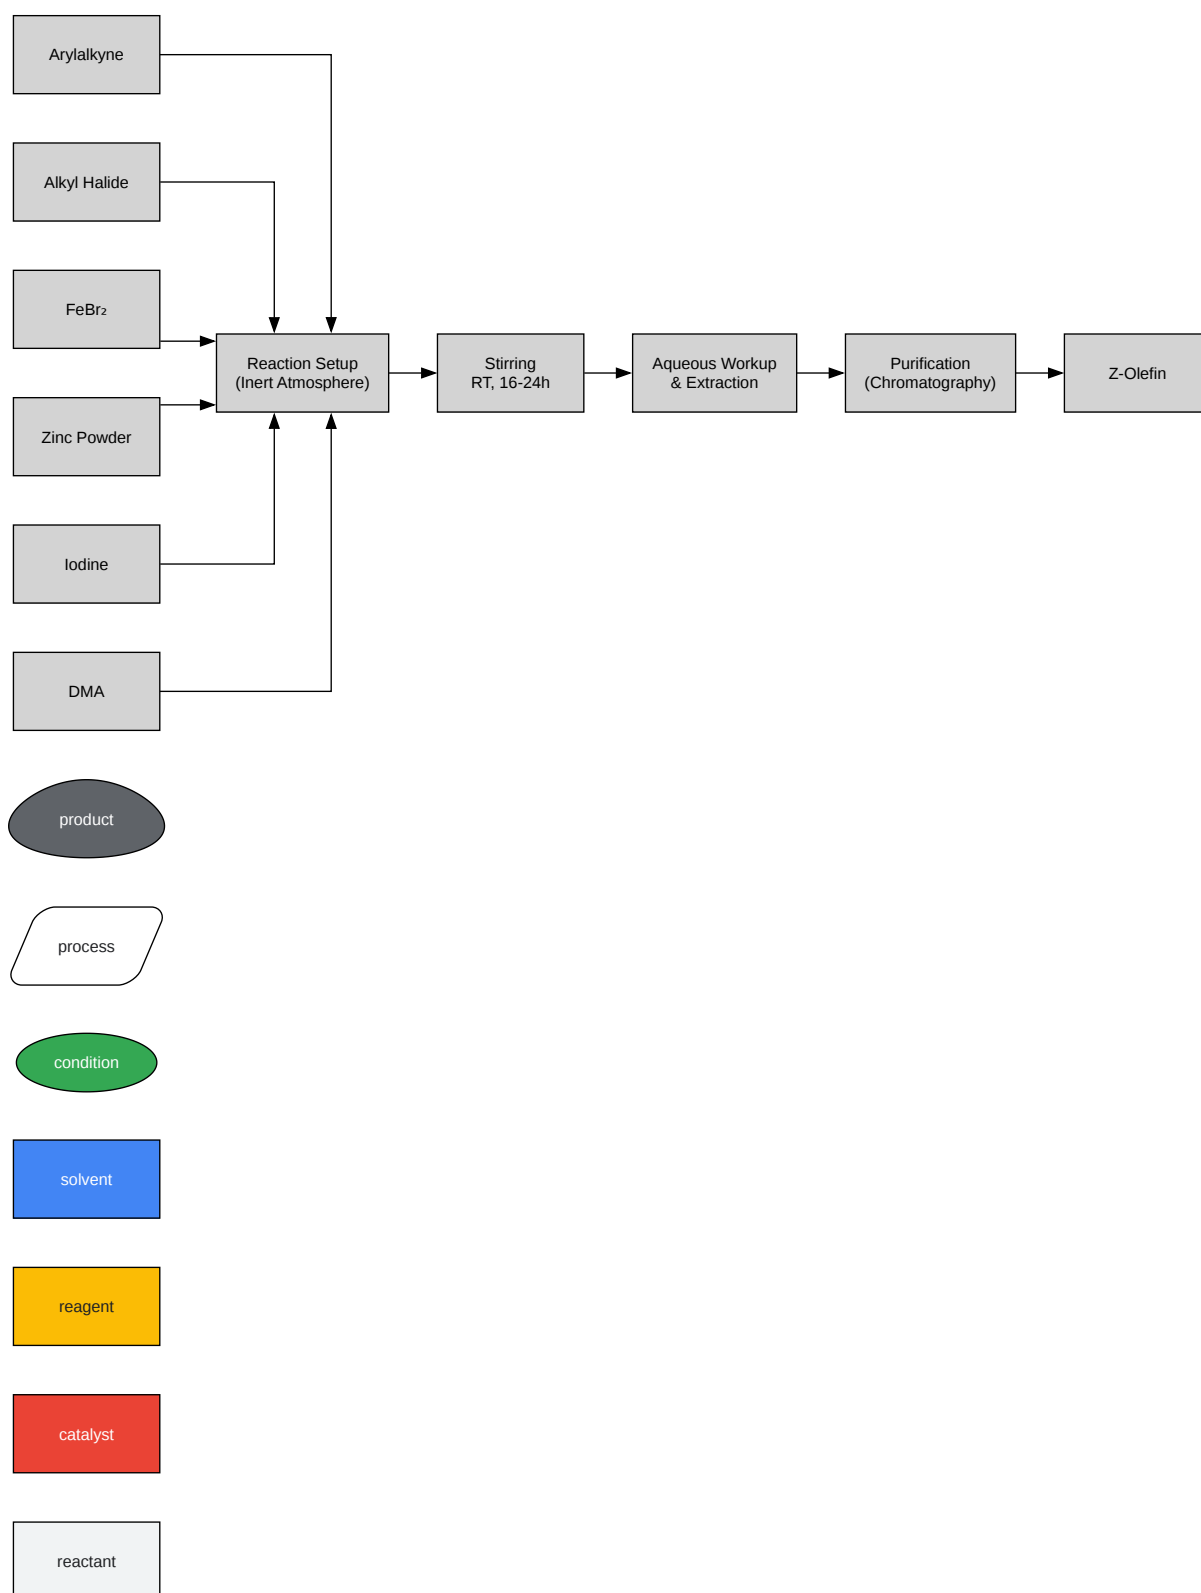 Arylalkyne
Alkyl Halide
FeBr₂
Zinc Powder
Iodine
DMA
Reaction Setup
(Inert Atmosphere)
Stirring
RT, 16-24h
Aqueous Workup
& Extraction
Purification
(Chromatography)
Z-Olefin
product
process
condition
solvent
reagent
catalyst
reactant